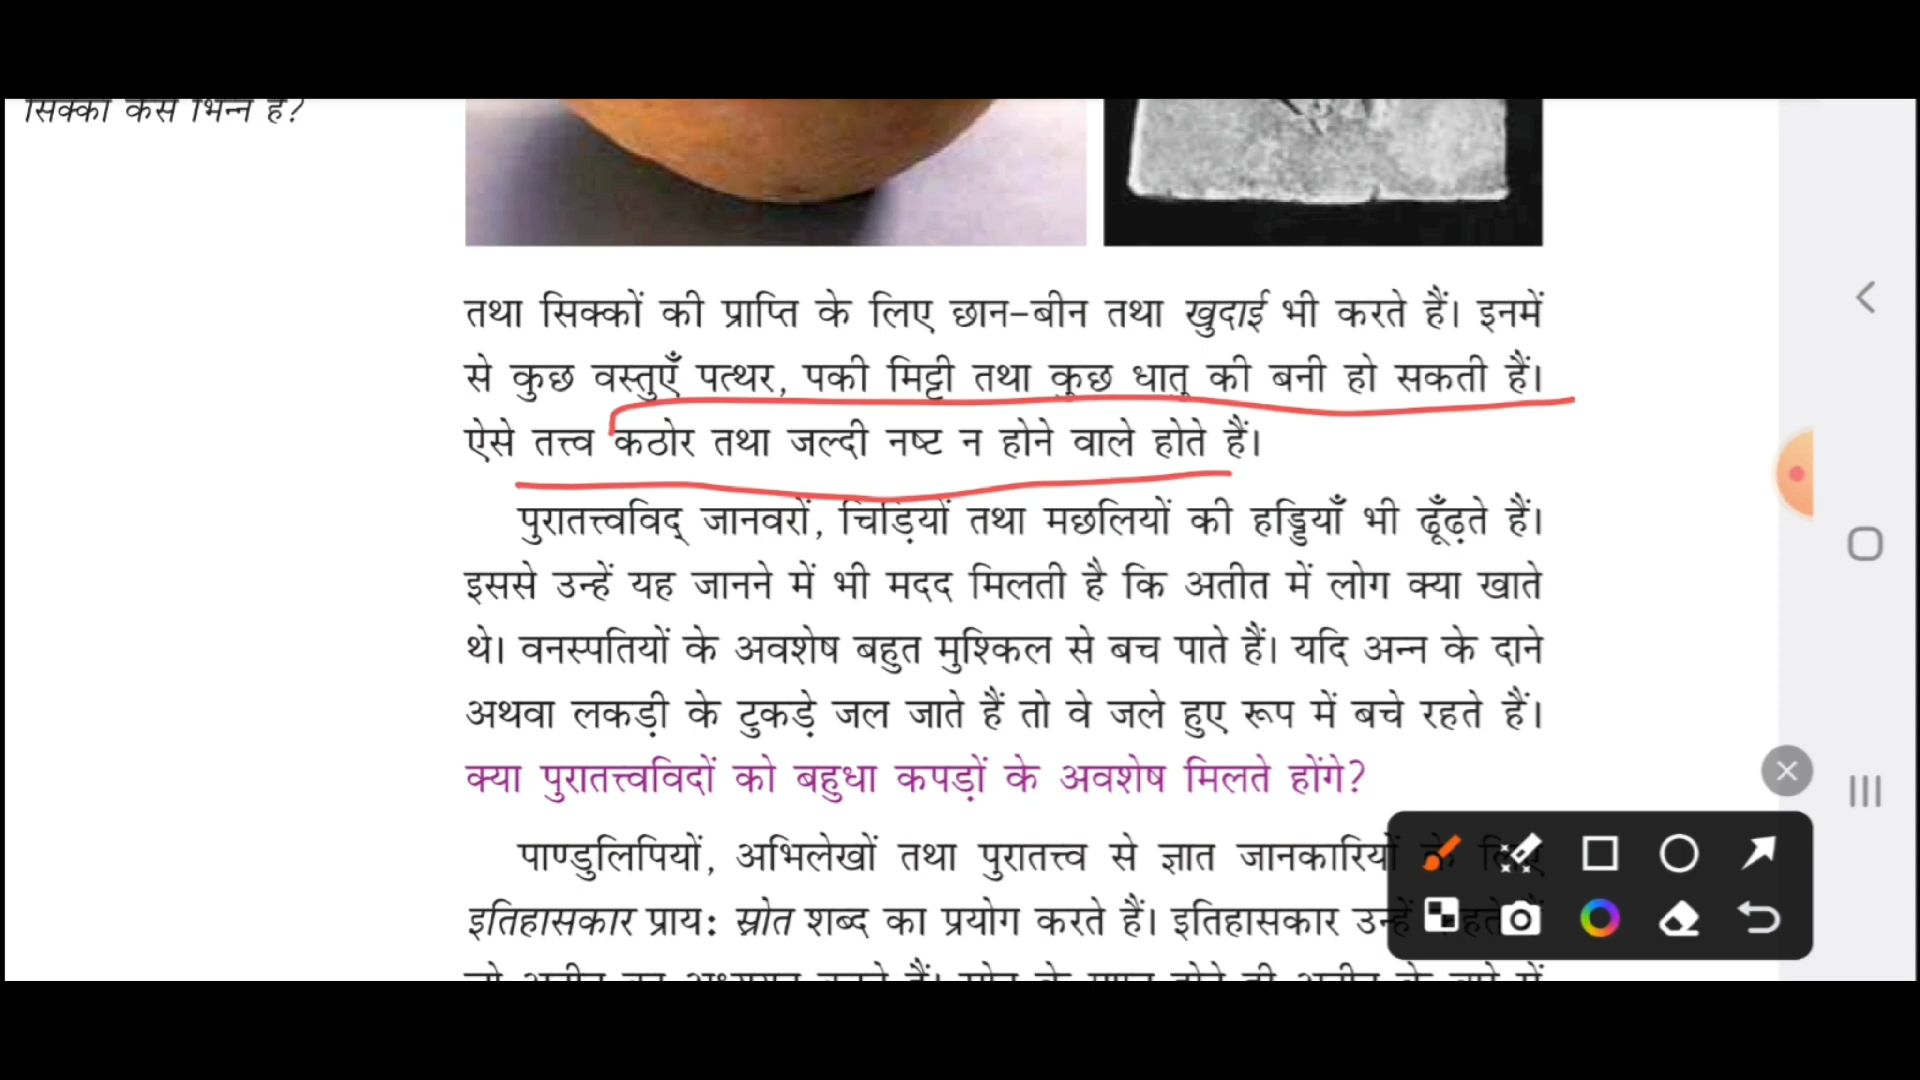 सिक्का कैसे भिन्न है?
तथा सिक्कों की प्राप्ति के लिए छान-बीन तथा खुदाई भी करते हैं। इनमें
से कुछ वस्तुएँ पत्थर, पकी मिट्टी तथा कुछ धातु की बनी हो सकती हैं।
ऐसे तत्त्व कठोर तथा जल्दी नष्ट न होने वाले होते हैं।
पुरातत्त्वविद् जानवरों, चिड़ियों तथा मछलियों की हड्डियाँ भी ढूँढ़ते हैं।
इससे उन्हें यह जानने में भी मदद मिलती है कि अतीत में लोग क्या खाते
थे। वनस्पतियों के अवशेष बहुत मुश्किल से बच पाते हैं। यदि अन्न के दाने
अथवा लकड़ी के टुकड़े जल जाते हैं तो वे जले हुए रूप में बचे रहते हैं।
क्या पुरातत्त्वविदों को बहुधा कपड़ों के अवशेष मिलते होंगे?
पाण्डुलिपियों, अभिलेखों तथा पुरातत्त्व से ज्ञात जानकारियों के लिए
इतिहासकार प्राय: स्रोत शब्द का प्रयोग करते हैं। इतिहासकार उन्हें